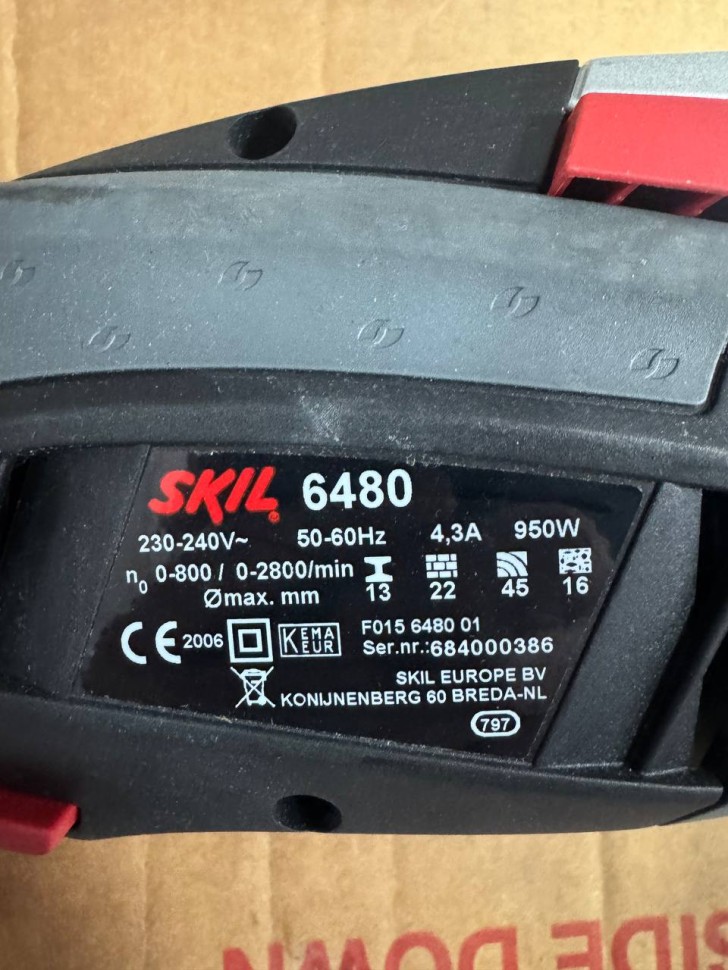 SKIL® 6480
230-240V~ 50-60Hz 4,3A 950W
n0 0-800 / 0-2800/min
Ømax. mm 13 22 45 16
CE 2006 KEMA KEUR F015 6480 01
Ser.nr.:684000386
SKIL EUROPE BV
KONIJNENBERG 60 BREDA-NL
797
SIDE DOWN